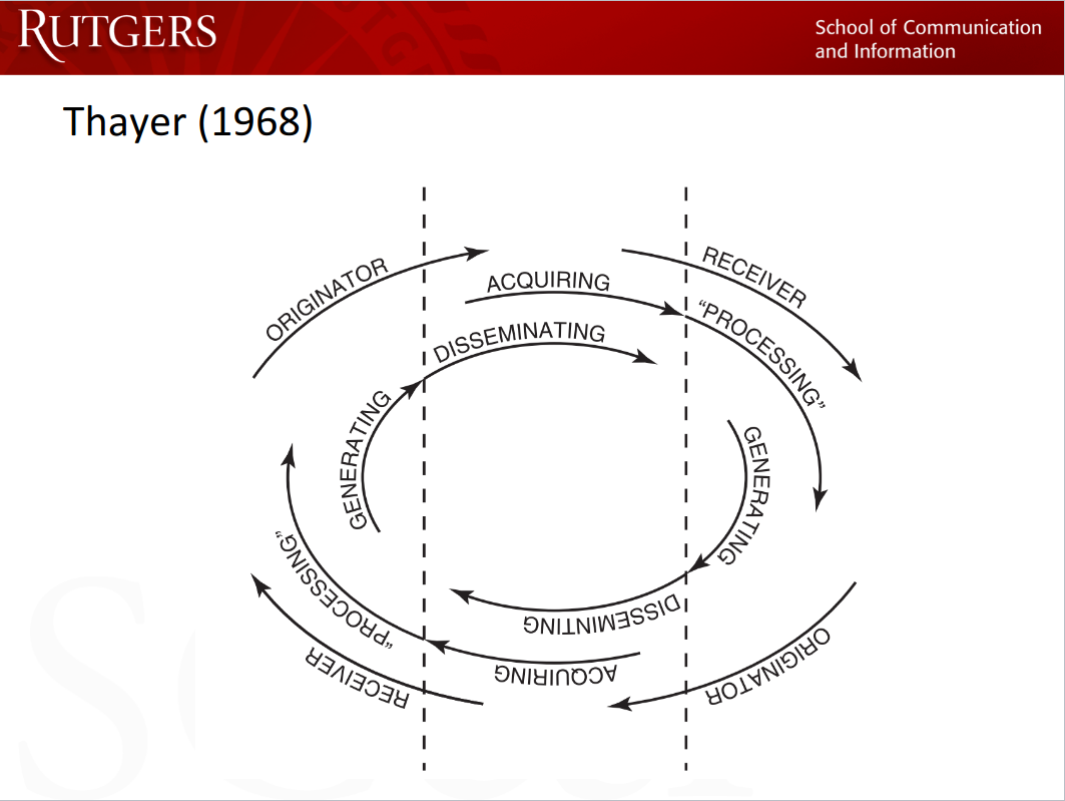 RUTGERS
School of Communication
and Information
Thayer (1968)
ORIGINATOR
ACQUIRING
RECEIVER
DISSEMINATING
“PROCESSING”
GENERATING
GENERATING
“PROCESSING”
DISSEMINTING
ORIGINATOR
ACQUIRING
RECEIVER